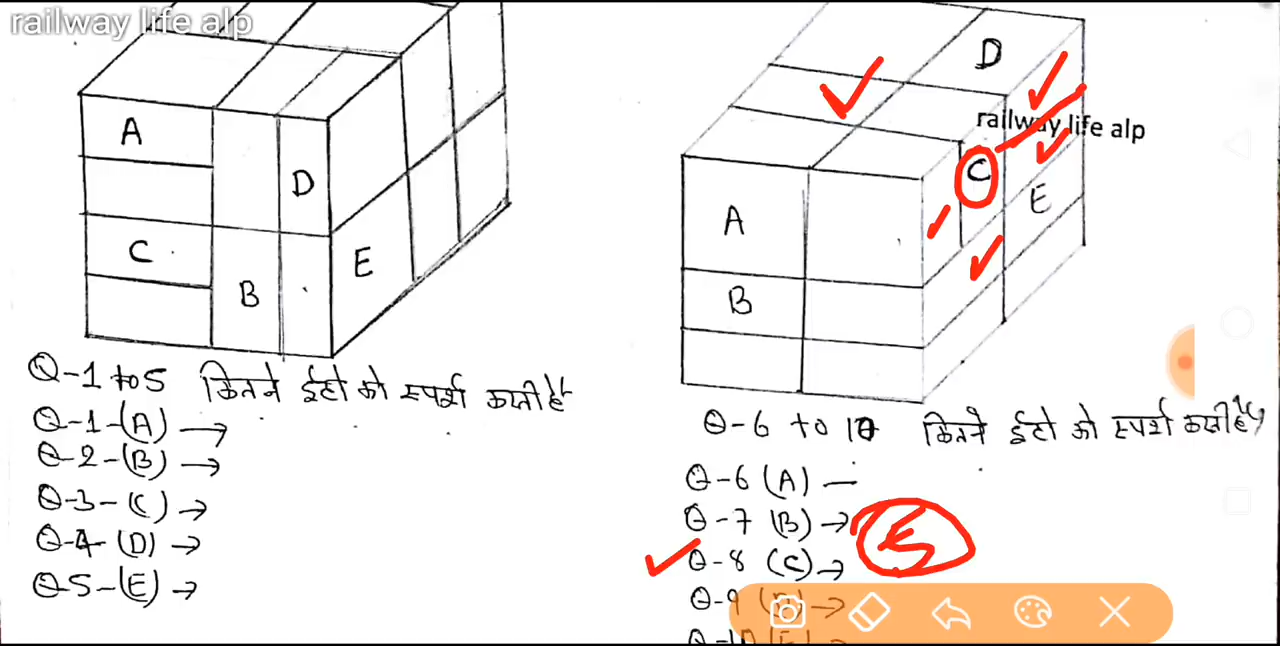 railway life alp
A
D
C
B
E
D
railway life alp
C
E
A
B
Q-1 to 5 कितने ईंटो को स्पर्श करती है
Q-1-(A) →
Q-2-(B) →
Q-3-(C) →
Q-4-(D) →
Q-5-(E) →
Q-6 to 10 कितने ईंटो को स्पर्श करती है
Q-6 (A) —
Q-7 (B) →
Q-8 (C) → 5
Q-9